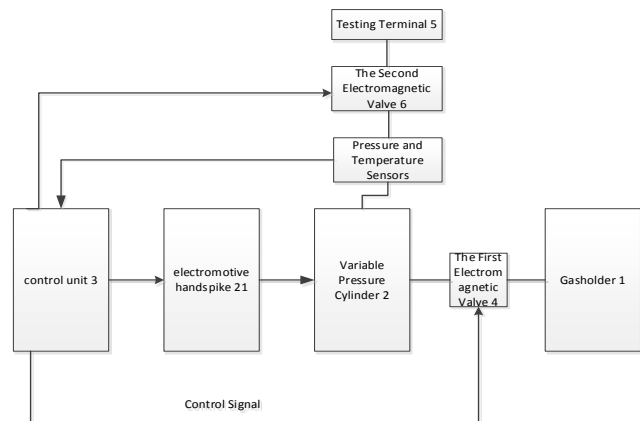 Testing Terminal 5
The Second
Electromagnetic
Valve 6
Pressure and
Temperature
Sensors
control unit 3
electromotive
handspike 21
Variable
Pressure
Cylinder 2
The First
Electrom
agnetic
Valve 4
Gasholder 1
Control Signal